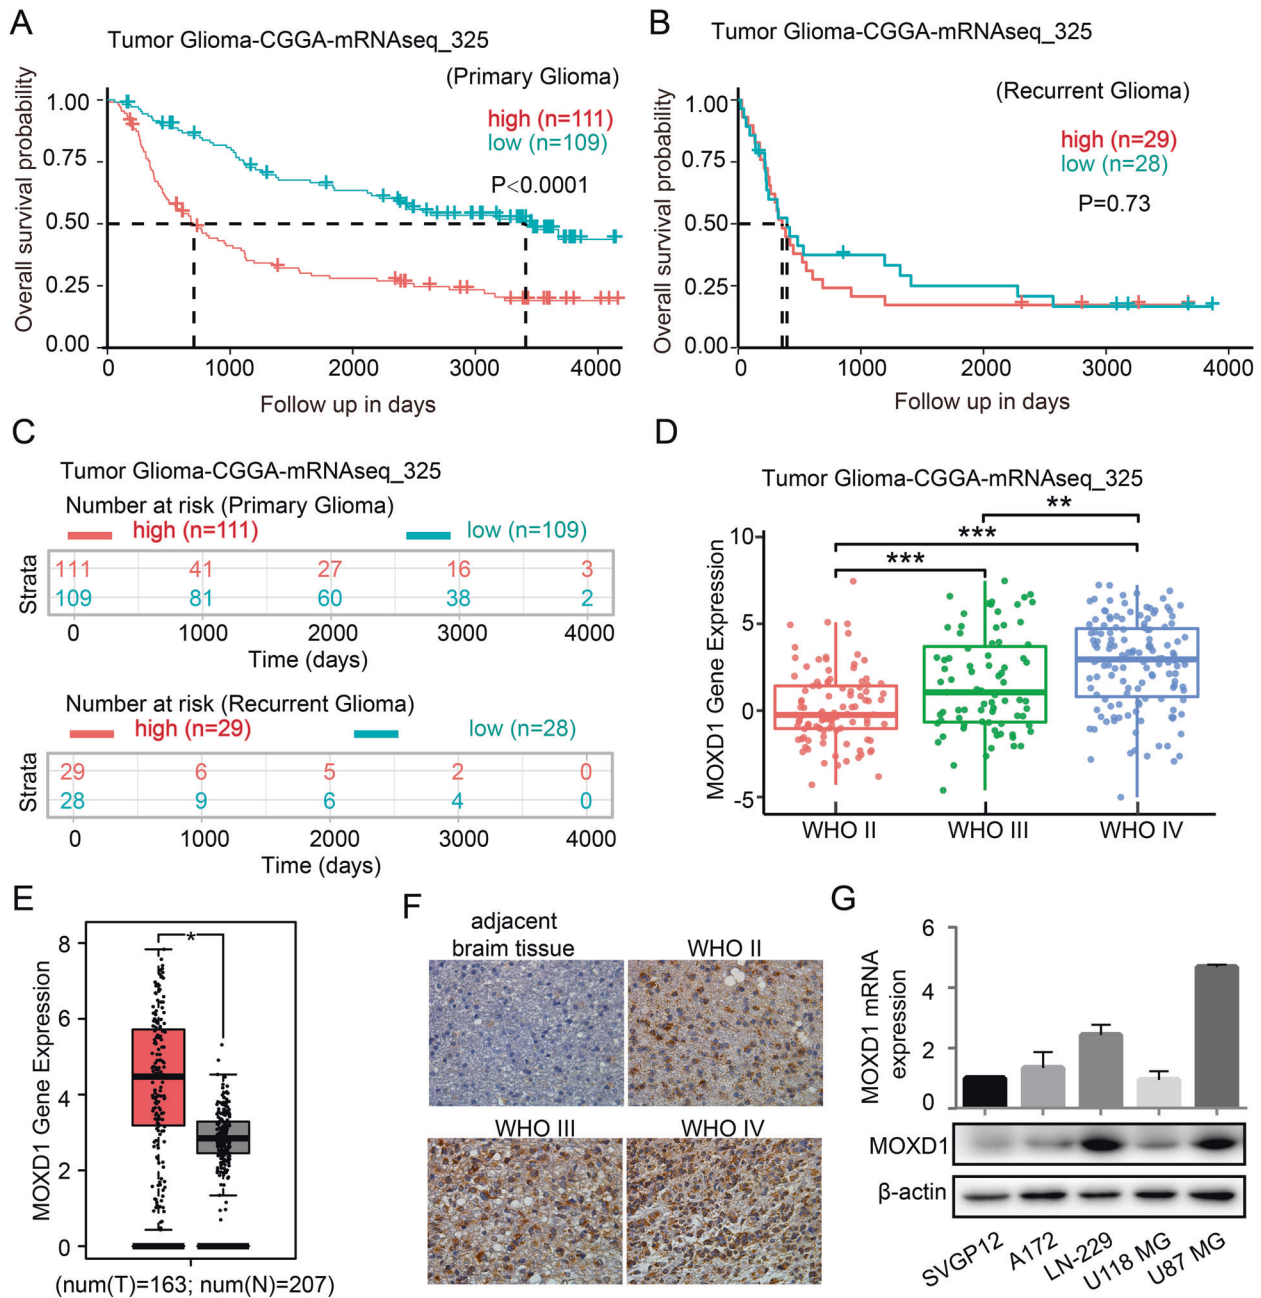 A
Tumor Glioma-CGGA-mRNAseq_325
(Primary Glioma)
high (n=111)
low (n=109)
P<0.0001
Overall survival probability
1.00
0.75
0.50
0.25
0.00
0 1000 2000 3000 4000
Follow up in days
B
Tumor Glioma-CGGA-mRNAseq_325
(Recurrent Glioma)
high (n=29)
low (n=28)
P=0.73
Overall survival probability
1.00
0.75
0.50
0.25
0.00
0 1000 2000 3000 4000
Follow up in days
C
Tumor Glioma-CGGA-mRNAseq_325
Number at risk (Primary Glioma)
high (n=111) low (n=109)
Strata
111 41 27 16 3
109 81 60 38 2
0 1000 2000 3000 4000
Time (days)
Number at risk (Recurrent Glioma)
high (n=29) low (n=28)
Strata
29 6 5 2 0
28 9 6 4 0
0 1000 2000 3000 4000
Time (days)
D
Tumor Glioma-CGGA-mRNAseq_325
**
***
***
MOXD1 Gene Expression
10
5
0
-5
WHO II WHO III WHO IV
E
MOXD1 Gene Expression
*
8
6
4
2
0
(num(T)=163; num(N)=207)
F
adjacent
braim tissue
WHO II
WHO III
WHO IV
G
MOXD1 mRNA
expression
6
4
2
0
MOXD1
β-actin
SVGP12 A172 LN-229 U118 MG U87 MG